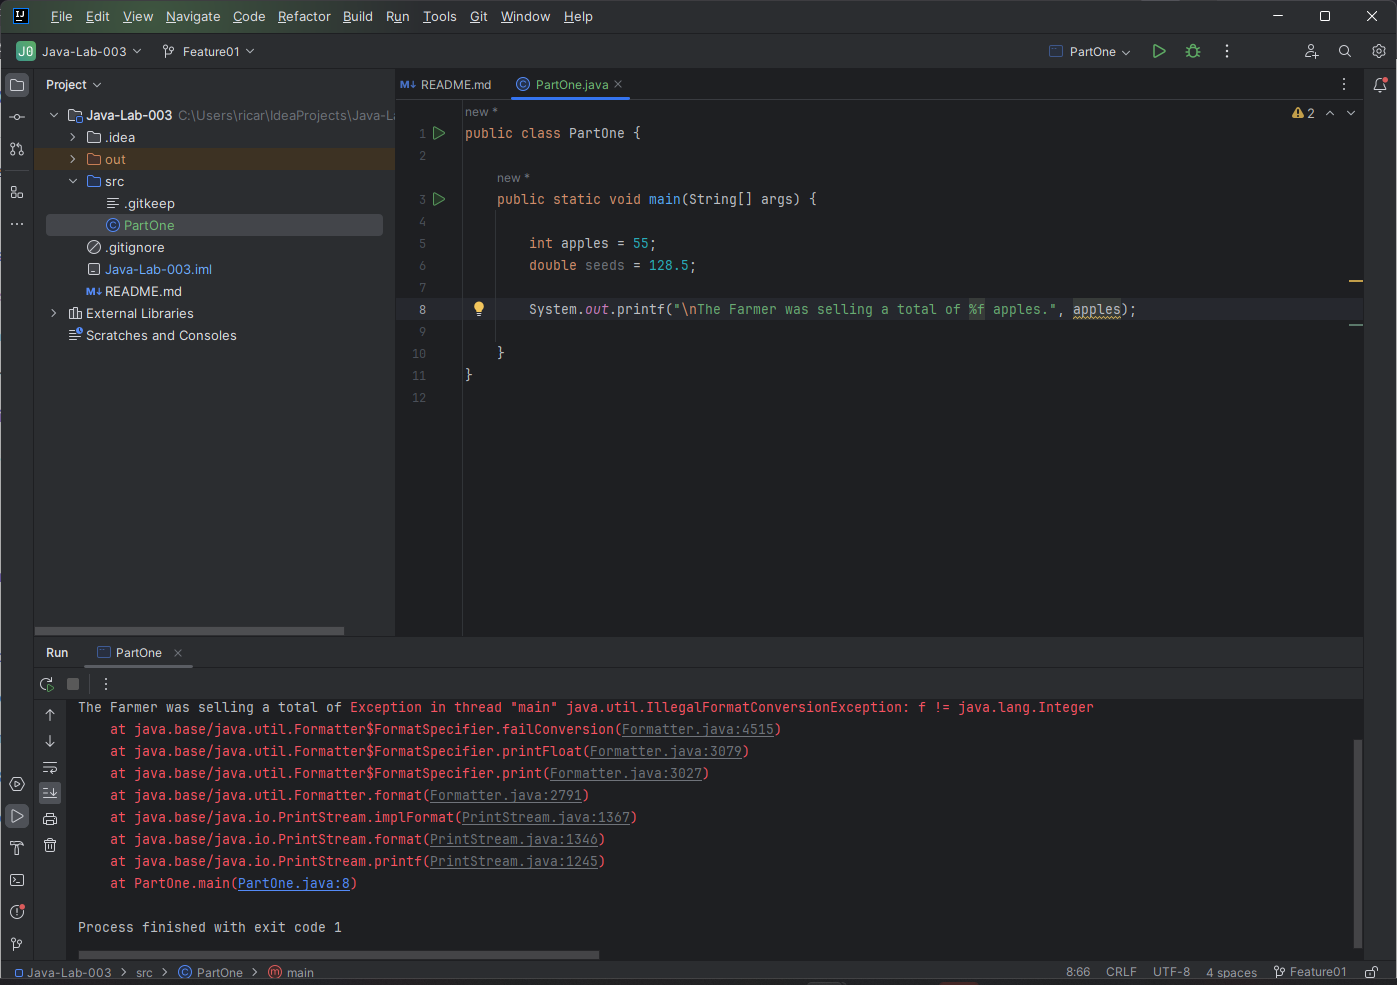 File Edit View Navigate Code Refactor Build Run Tools Git Window Help
J0 Java-Lab-003 Feature01 PartOne
Project
Java-Lab-003 C:\Users\ricar\IdeaProjects\Java-L
.idea
out
src
.gitkeep
PartOne
.gitignore
Java-Lab-003.iml
README.md
External Libraries
Scratches and Consoles
README.md PartOne.java
new *
2
1 public class PartOne {
2
new *
3 public static void main(String[] args) {
4
5 int apples = 55;
6 double seeds = 128.5;
7
8 System.out.printf("\nThe Farmer was selling a total of %f apples.", apples);
9
10 }
11 }
12
Run PartOne
The Farmer was selling a total of Exception in thread "main" java.util.IllegalFormatConversionException: f != java.lang.Integer
at java.base/java.util.Formatter$FormatSpecifier.failConversion(Formatter.java:4515)
at java.base/java.util.Formatter$FormatSpecifier.printFloat(Formatter.java:3079)
at java.base/java.util.Formatter$FormatSpecifier.print(Formatter.java:3027)
at java.base/java.util.Formatter.format(Formatter.java:2791)
at java.base/java.io.PrintStream.implFormat(PrintStream.java:1367)
at java.base/java.io.PrintStream.format(PrintStream.java:1346)
at java.base/java.io.PrintStream.printf(PrintStream.java:1245)
at PartOne.main(PartOne.java:8)
Process finished with exit code 1
Java-Lab-003 > src > PartOne > main 8:66 CRLF UTF-8 4 spaces Feature01